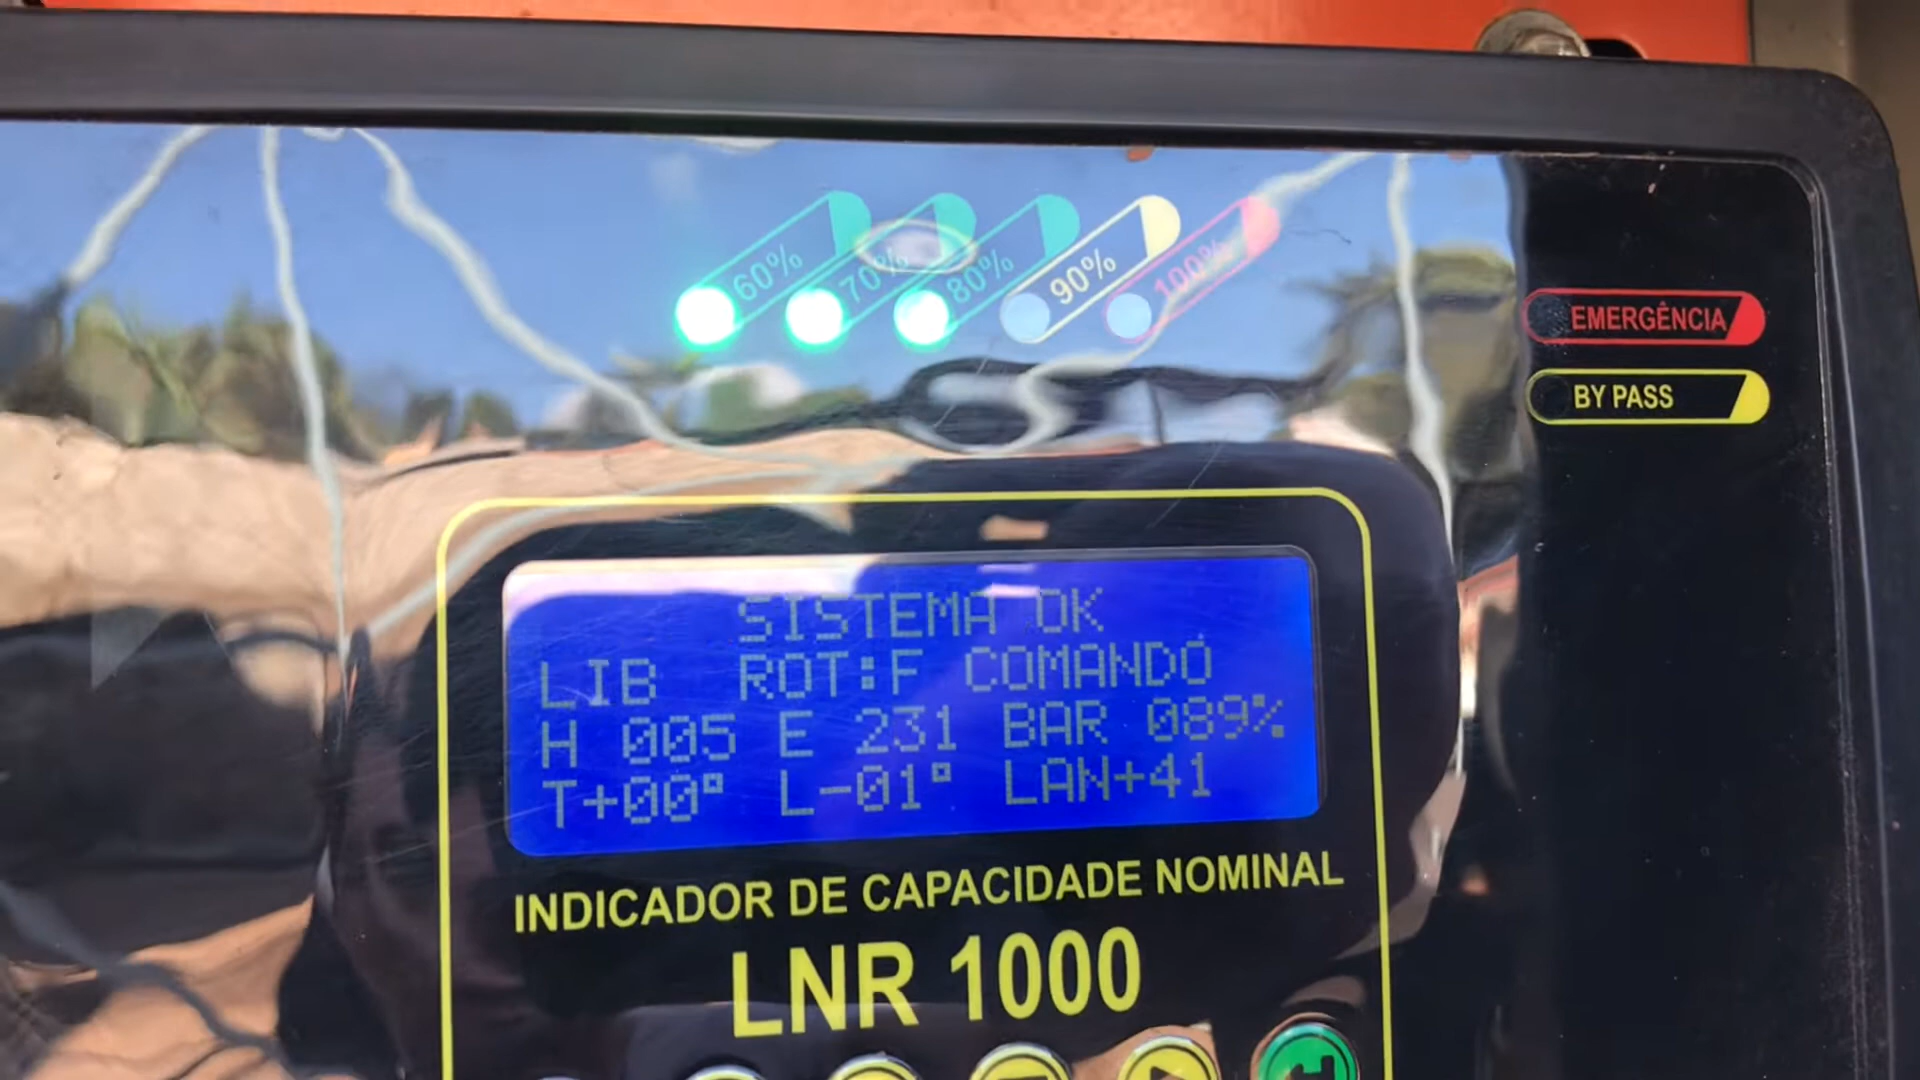 60% 70% 80% 90% 100%
EMERGÊNCIA
BY PASS
SISTEMA OK
LIB ROT:F COMANDO
H 005 E 231 BAR 089%
T+00° L-01° LAN+41
INDICADOR DE CAPACIDADE NOMINAL
LNR 1000